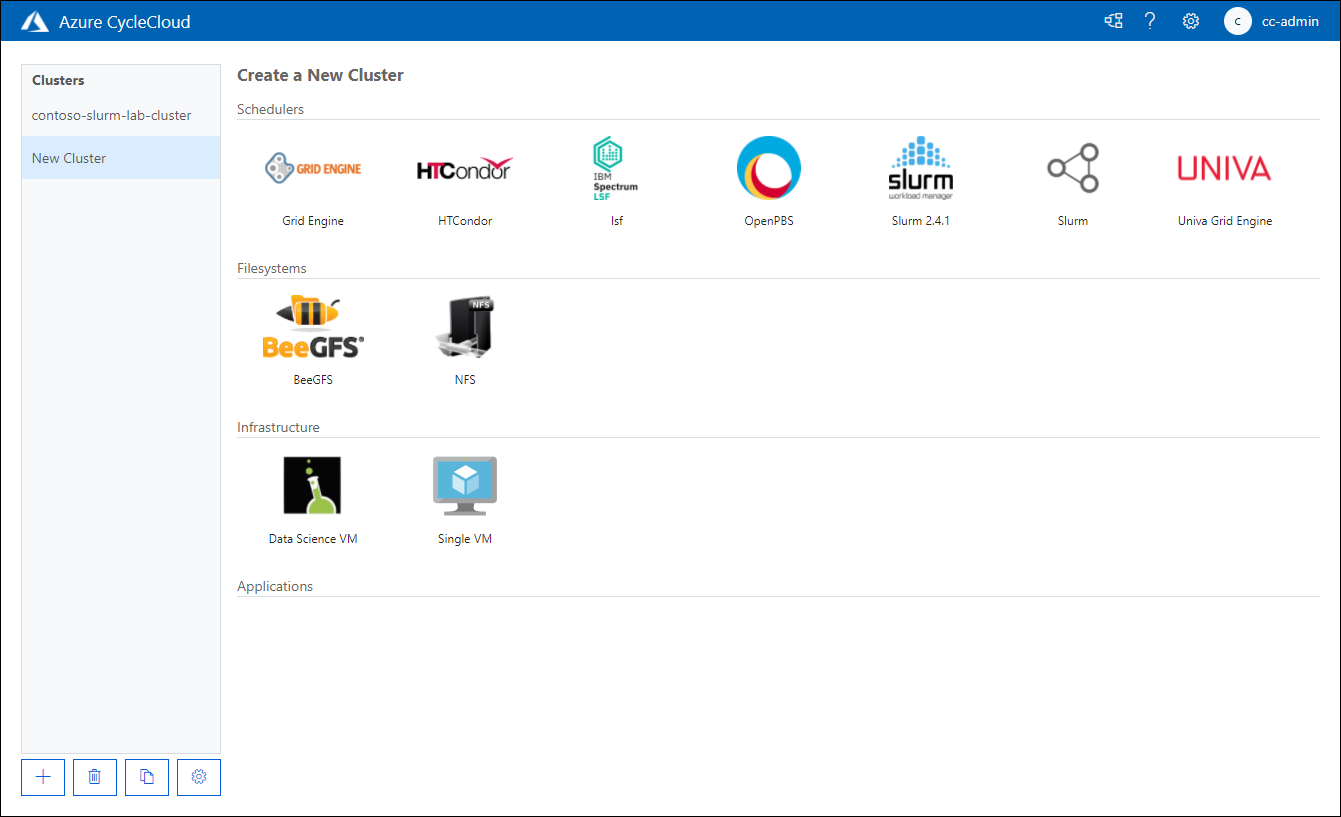 Azure CycleCloud
? C cc-admin
Clusters
contoso-slurm-lab-cluster
New Cluster
Create a New Cluster
Schedulers
GRID ENGINE
HTCondor
IBM
Spectrum
LSF
slurm
workload manager
UNIVA
Grid Engine
HTCondor
lsf
OpenPBS
Slurm 2.4.1
Slurm
Univa Grid Engine
Filesystems
BeeGFS®
NFS
BeeGFS
NFS
Infrastructure
Data Science VM
Single VM
Applications